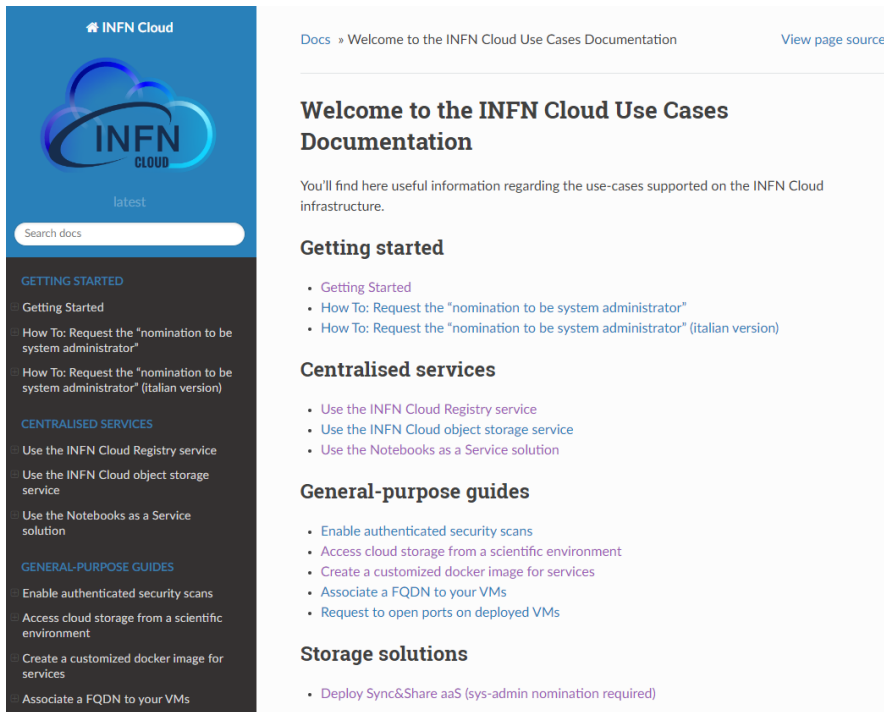 INFN Cloud
INFN
CLOUD
latest
Search docs
GETTING STARTED
Getting Started
How To: Request the “nomination to be
system administrator”
How To: Request the “nomination to be
system administrator” (italian version)
CENTRALISED SERVICES
Use the INFN Cloud Registry service
Use the INFN Cloud object storage
service
Use the Notebooks as a Service
solution
GENERAL-PURPOSE GUIDES
Enable authenticated security scans
Access cloud storage from a scientific
environment
Create a customized docker image for
services
Associate a FQDN to your VMs
Docs » Welcome to the INFN Cloud Use Cases Documentation
View page source
Welcome to the INFN Cloud Use Cases
Documentation
You’ll find here useful information regarding the use-cases supported on the INFN Cloud
infrastructure.
Getting started
• Getting Started
• How To: Request the “nomination to be system administrator”
• How To: Request the “nomination to be system administrator” (italian version)
Centralised services
• Use the INFN Cloud Registry service
• Use the INFN Cloud object storage service
• Use the Notebooks as a Service solution
General-purpose guides
• Enable authenticated security scans
• Access cloud storage from a scientific environment
• Create a customized docker image for services
• Associate a FQDN to your VMs
• Request to open ports on deployed VMs
Storage solutions
• Deploy Sync&Share aaS (sys-admin nomination required)